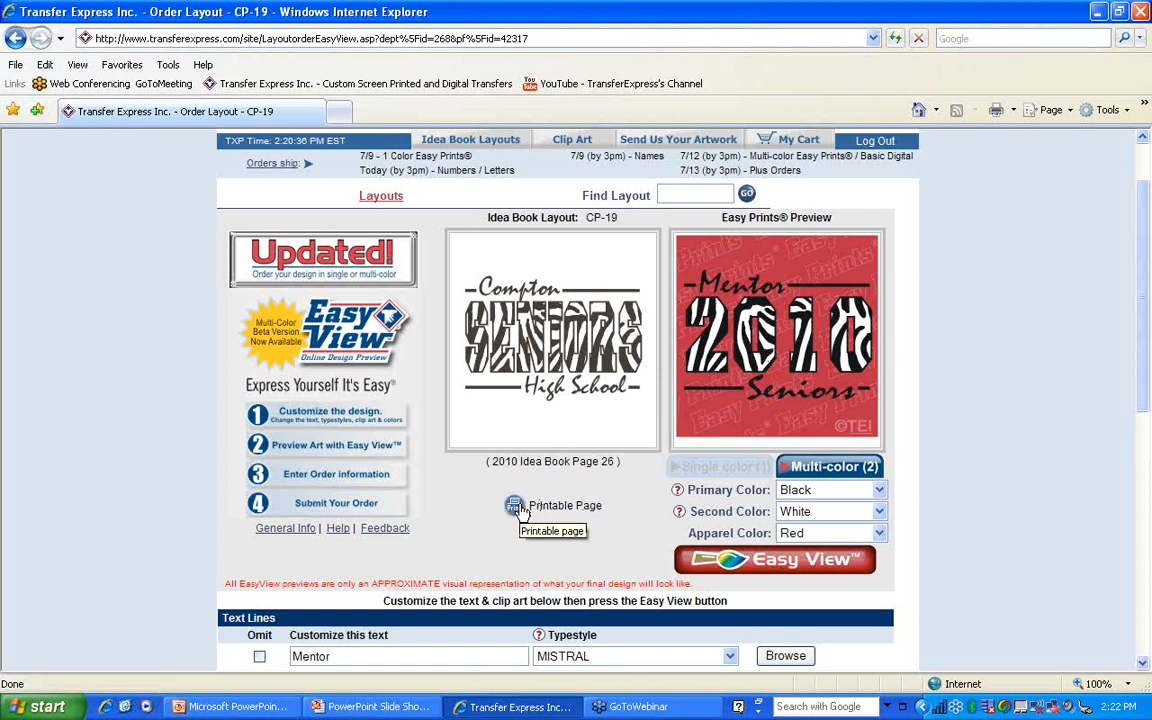 Transfer Express Inc. - Order Layout - CP-19 - Windows Internet Explorer
http://www.transferexpress.com/site/LayoutorderEasyView.asp?dept%5Fid=268&pf%5Fid=42317
Google
File Edit View Favorites Tools Help
Links Web Conferencing GoToMeeting Transfer Express Inc. - Custom Screen Printed and Digital Transfers YouTube - TransferExpress's Channel
Transfer Express Inc. - Order Layout - CP-19
Page Tools
TXP Time: 2:20:36 PM EST
Idea Book Layouts Clip Art Send Us Your Artwork My Cart Log Out
Orders ship:
7/9 - 1 Color Easy Prints® 7/9 (by 3pm) - Names 7/12 (by 3pm) - Multi-color Easy Prints® / Basic Digital
Today (by 3pm) - Numbers / Letters 7/13 (by 3pm) - Plus Orders
Layouts Find Layout GO
Idea Book Layout: CP-19 Easy Prints® Preview
Updated!
Order your design in single or multi-color
Multi-Color
Beta Version
Now Available
Easy
View
Online Design Preview
Express Yourself It's Easy®
1 Customize the design.
Change the text, typestyles, clip art & colors
2 Preview Art with Easy View™
3 Enter Order information
4 Submit Your Order
General Info | Help | Feedback
Compton
SENIORS
High School
Easy Prints®
Mentor
2010
Seniors
©TEI
( 2010 Idea Book Page 26 )
Print Printable Page
Printable page
Single color (1) Multi-color (2)
Primary Color: Black
Second Color: White
Apparel Color: Red
Easy View™
All EasyView previews are only an APPROXIMATE visual representation of what your final design will look like.
Customize the text & clip art below then press the Easy View button
Text Lines
Omit Customize this text Typestyle
Mentor MISTRAL Browse
Done Internet 100%
start Microsoft PowerPoin... PowerPoint Slide Sho... Transfer Express Inc... GoToWebinar Search Favorites 2:22 PM